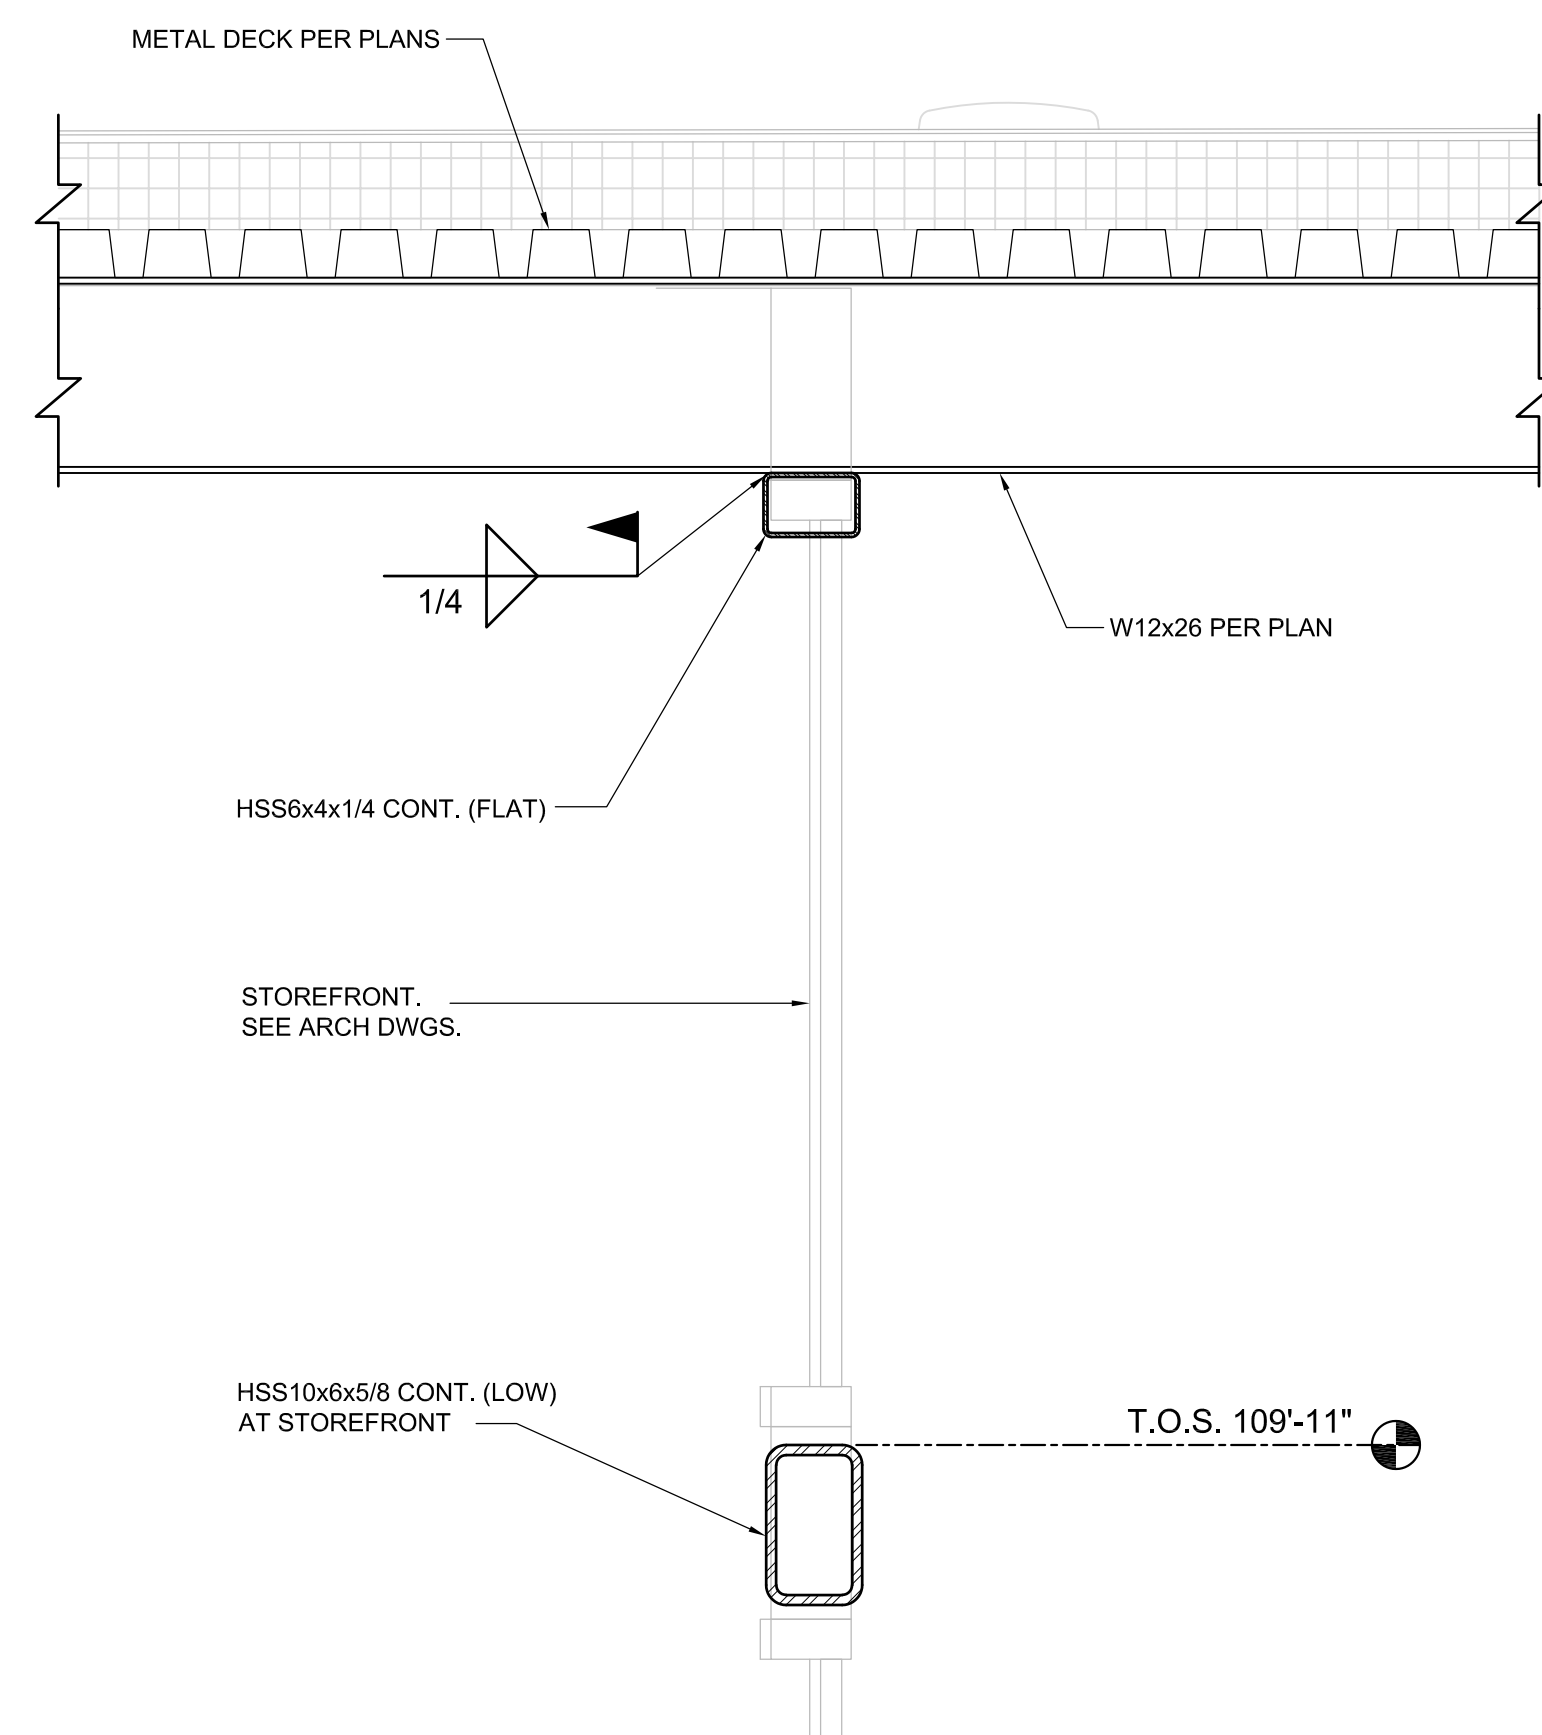 METAL DECK PER PLANS
1/4
W12x26 PER PLAN
HSS6x4x1/4 CONT. (FLAT)
STOREFRONT.
SEE ARCH DWGS.
HSS10x6x5/8 CONT. (LOW)
AT STOREFRONT
T.O.S. 109'-11"